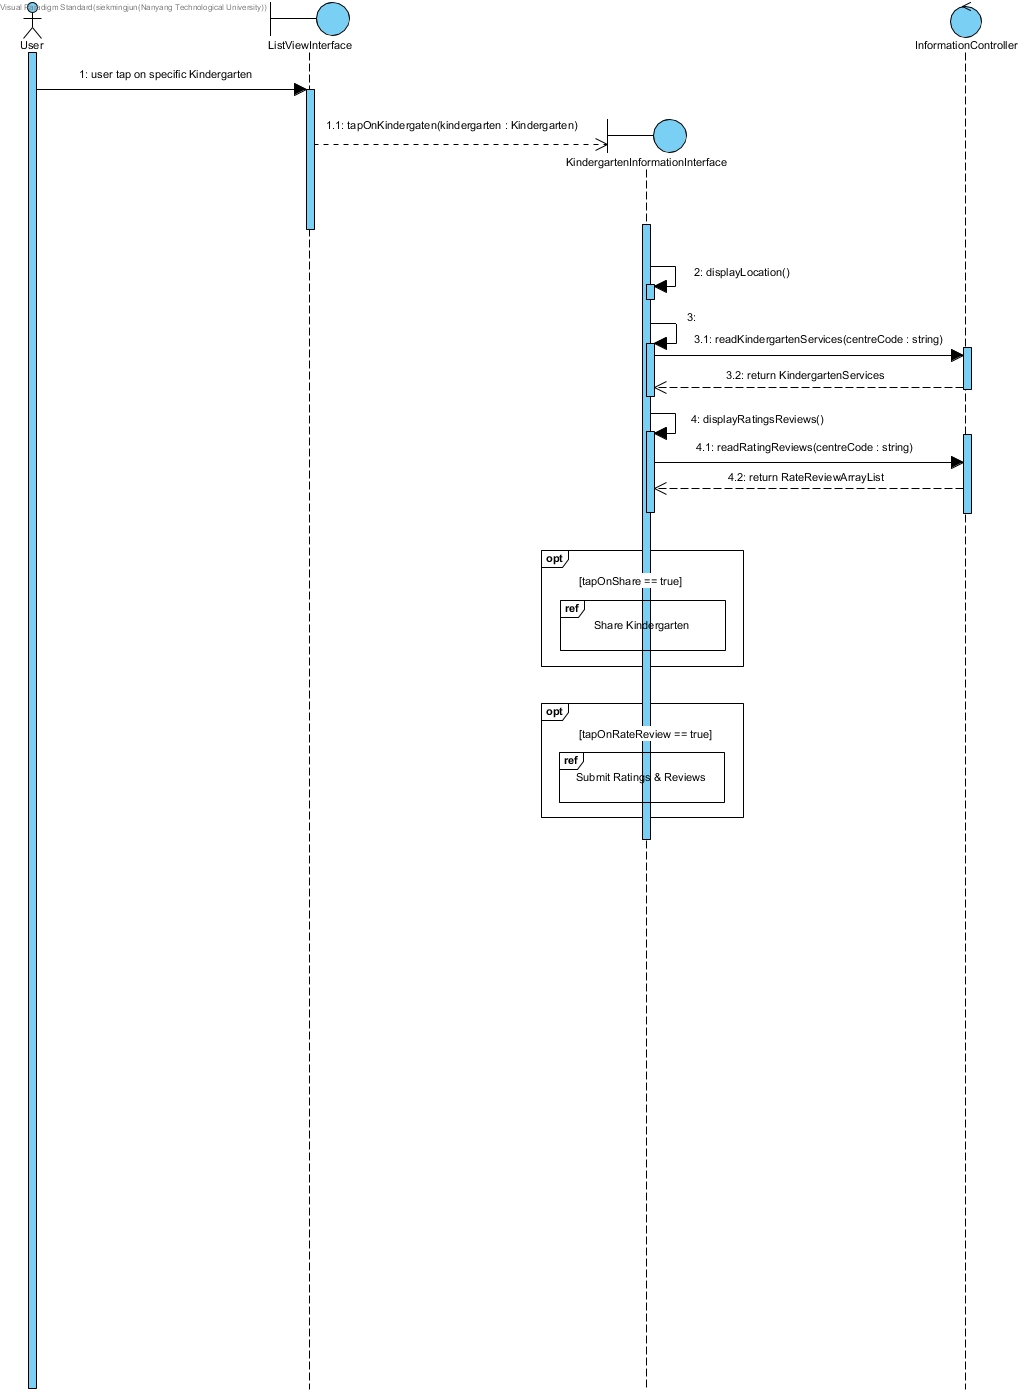 Visual Paradigm Standard(siekmingjun(Nanyang Technological University))
User
ListViewInterface
InformationController
1: user tap on specific Kindergarten
1.1: tapOnKindergaten(kindergarten : Kindergarten)
KindergartenInformationInterface
2: displayLocation()
3:
3.1: readKindergartenServices(centreCode : string)
3.2: return KindergartenServices
4: displayRatingsReviews()
4.1: readRatingReviews(centreCode : string)
4.2: return RateReviewArrayList
opt
[tapOnShare == true]
ref
Share Kindergarten
opt
[tapOnRateReview == true]
ref
Submit Ratings & Reviews